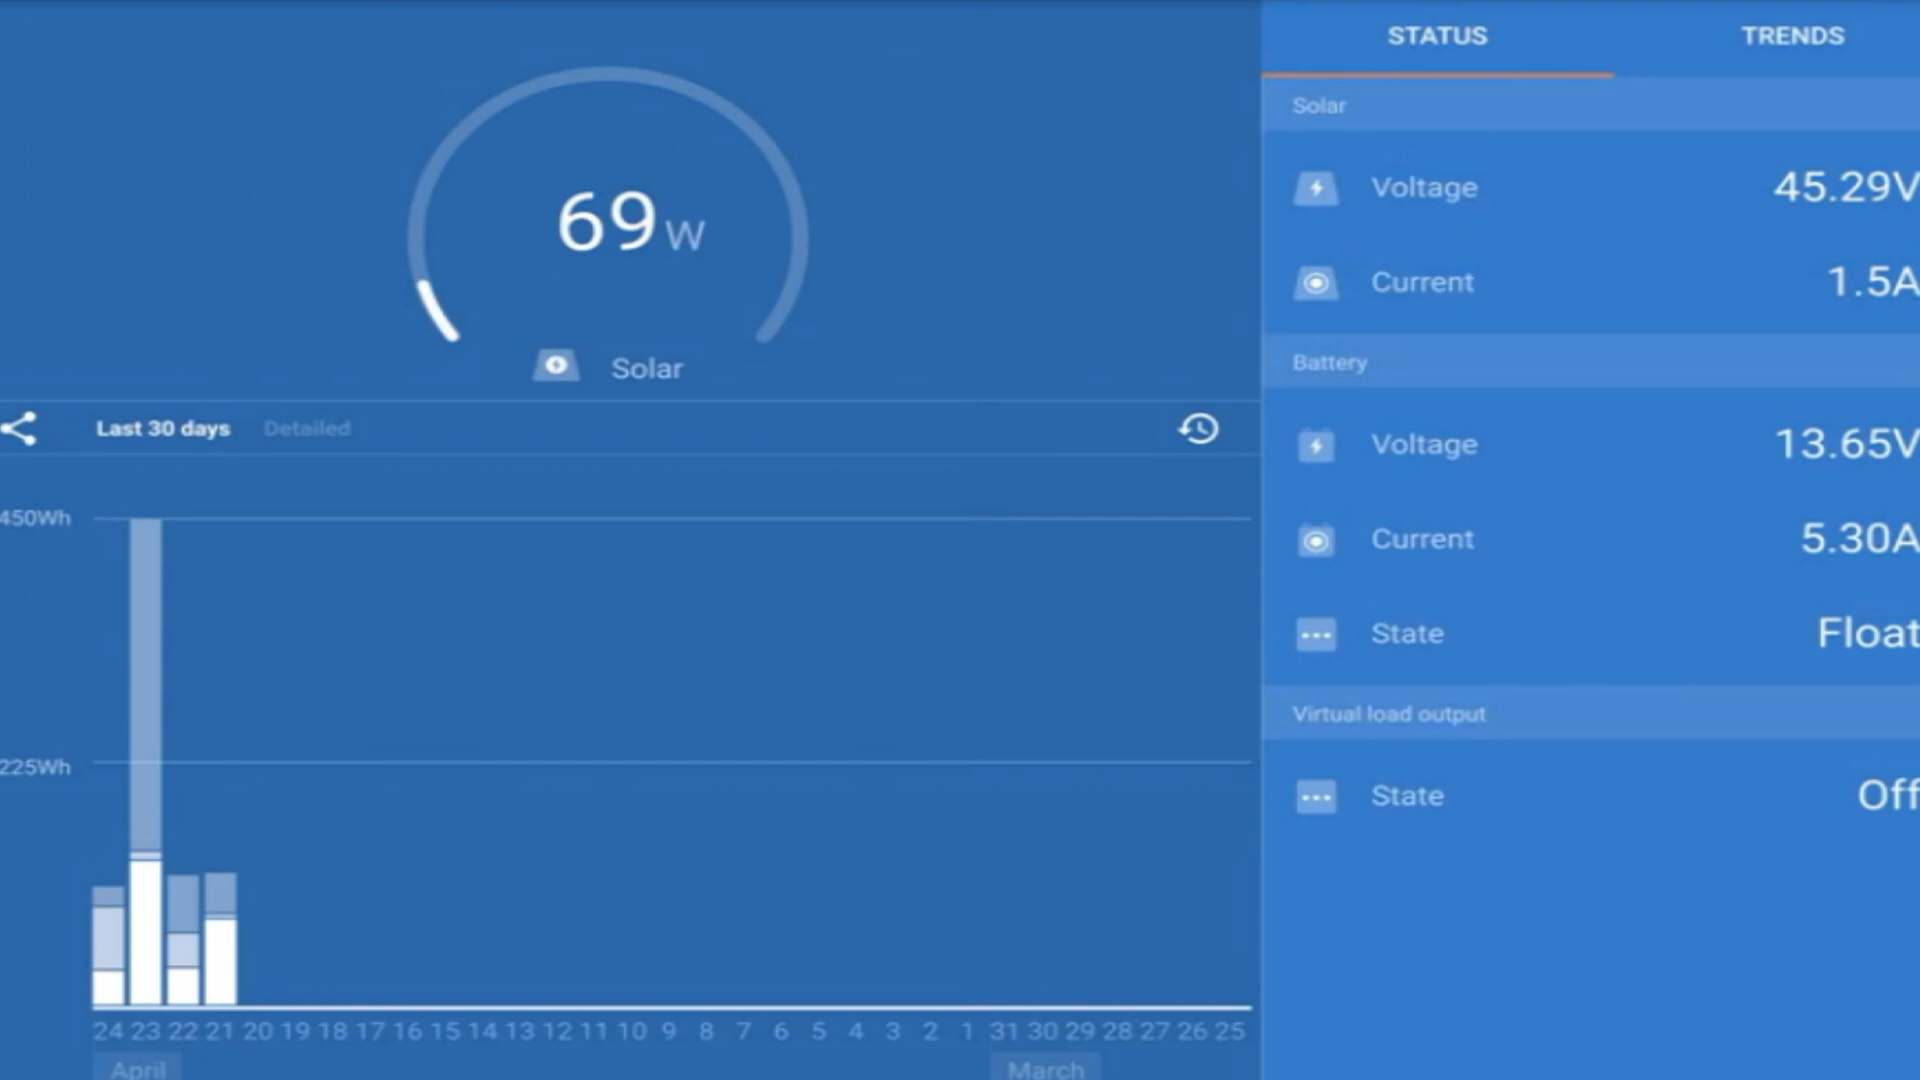 69 W
Solar
Last 30 days Detailed
450Wh
225Wh
24 23 22 21 20 19 18 17 16 15 14 13 12 11 10 9 8 7 6 5 4 3 2 1 31 30 29 28 27 26 25
April March
STATUS TRENDS
Solar
Voltage 45.29V
Current 1.5A
Battery
Voltage 13.65V
Current 5.30A
State Float
Virtual load output
State Off